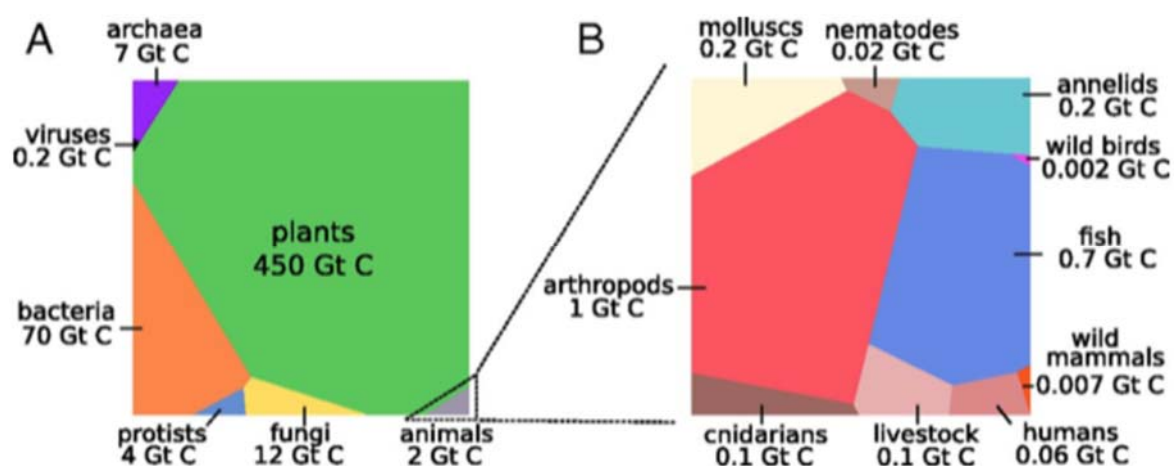 A
archaea
7 Gt C
viruses
0.2 Gt C
plants
450 Gt C
bacteria
70 Gt C
protists
4 Gt C
fungi
12 Gt C
animals
2 Gt C
B
molluscs
0.2 Gt C
nematodes
0.02 Gt C
annelids
0.2 Gt C
wild birds
0.002 Gt C
fish
0.7 Gt C
arthropods
1 Gt C
wild
mammals
0.007 Gt C
cnidarians
0.1 Gt C
livestock
0.1 Gt C
humans
0.06 Gt C